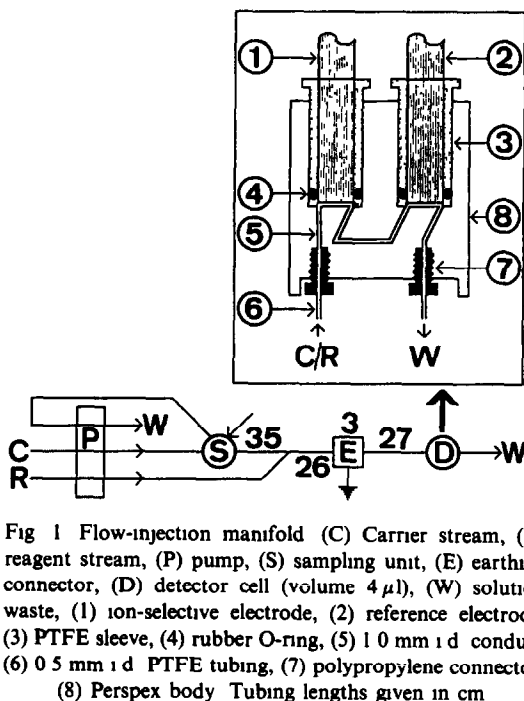 1
2
3
4
5
8
7
6
C/R
W
W
3
P
C
S
35
27
E
D
W
R
26
Fig 1 Flow-injection manifold (C) Carrier stream, (
reagent stream, (P) pump, (S) sampling unit, (E) earthi
connector, (D) detector cell (volume 4 μl), (W) soluti
waste, (1) ion-selective electrode, (2) reference electrod
(3) PTFE sleeve, (4) rubber O-ring, (5) 1 0 mm i d condu
(6) 0 5 mm i d PTFE tubing, (7) polypropylene connecto
(8) Perspex body Tubing lengths given in cm